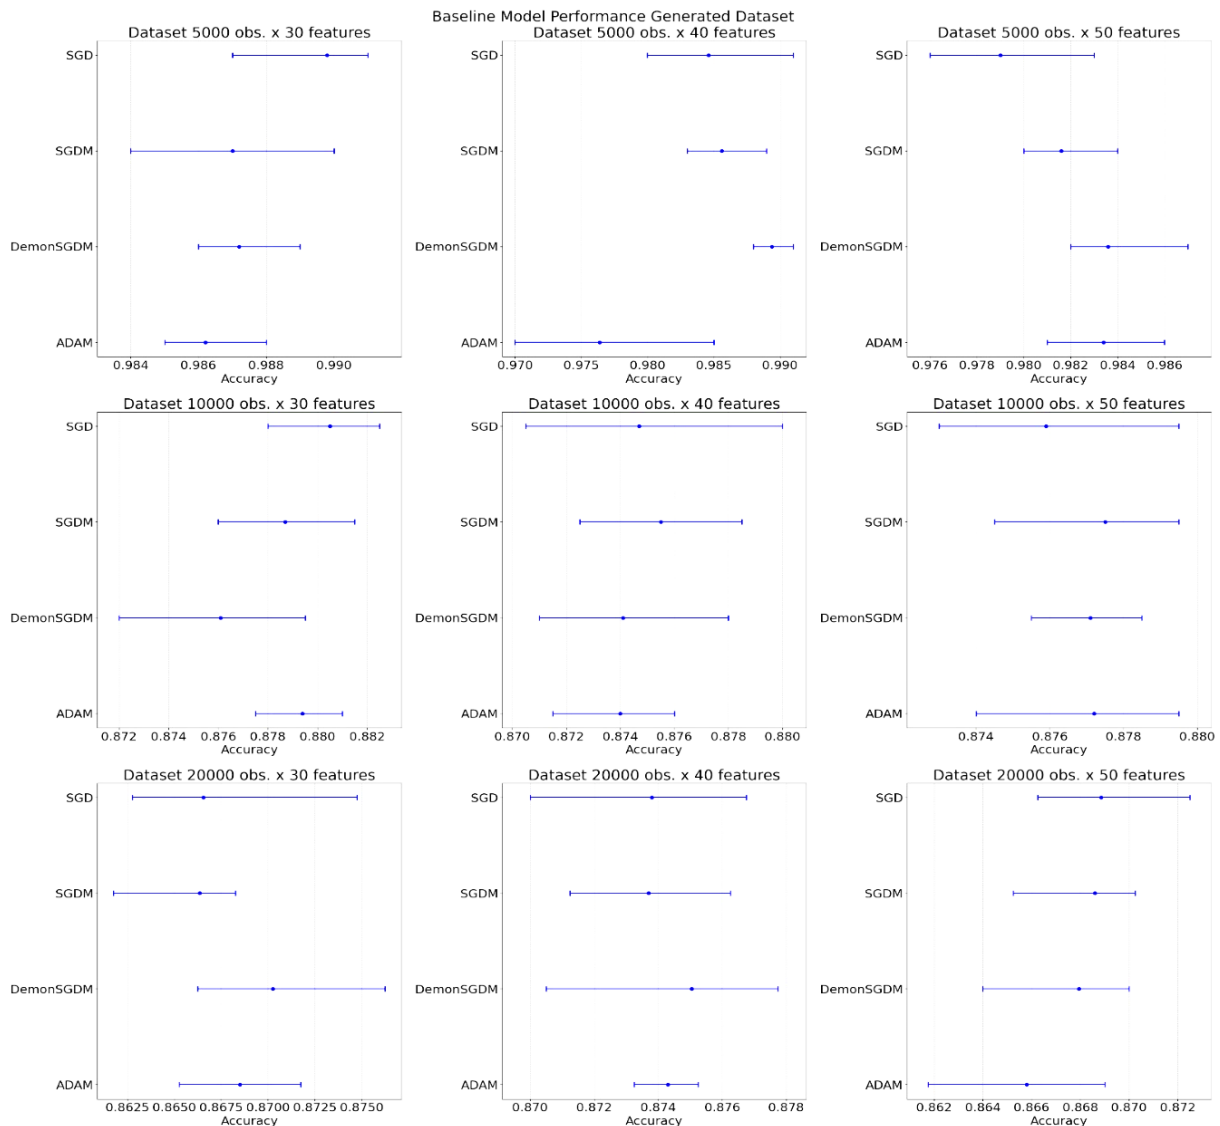 Baseline Model Performance Generated Dataset
Dataset 5000 obs. x 30 features
SGD
SGDM
DemonSGDM
ADAM
0.984 0.986 0.988 0.990
Accuracy
Dataset 5000 obs. x 40 features
SGD
SGDM
DemonSGDM
ADAM
0.970 0.975 0.980 0.985 0.990
Accuracy
Dataset 5000 obs. x 50 features
SGD
SGDM
DemonSGDM
ADAM
0.976 0.978 0.980 0.982 0.984 0.986
Accuracy
Dataset 10000 obs. x 30 features
SGD
SGDM
DemonSGDM
ADAM
0.872 0.874 0.876 0.878 0.880 0.882
Accuracy
Dataset 10000 obs. x 40 features
SGD
SGDM
DemonSGDM
ADAM
0.870 0.872 0.874 0.876 0.878 0.880
Accuracy
Dataset 10000 obs. x 50 features
SGD
SGDM
DemonSGDM
ADAM
0.874 0.876 0.878 0.880
Accuracy
Dataset 20000 obs. x 30 features
SGD
SGDM
DemonSGDM
ADAM
0.8625 0.8650 0.8675 0.8700 0.8725 0.8750
Accuracy
Dataset 20000 obs. x 40 features
SGD
SGDM
DemonSGDM
ADAM
0.870 0.872 0.874 0.876 0.878
Accuracy
Dataset 20000 obs. x 50 features
SGD
SGDM
DemonSGDM
ADAM
0.862 0.864 0.866 0.868 0.870 0.872
Accuracy